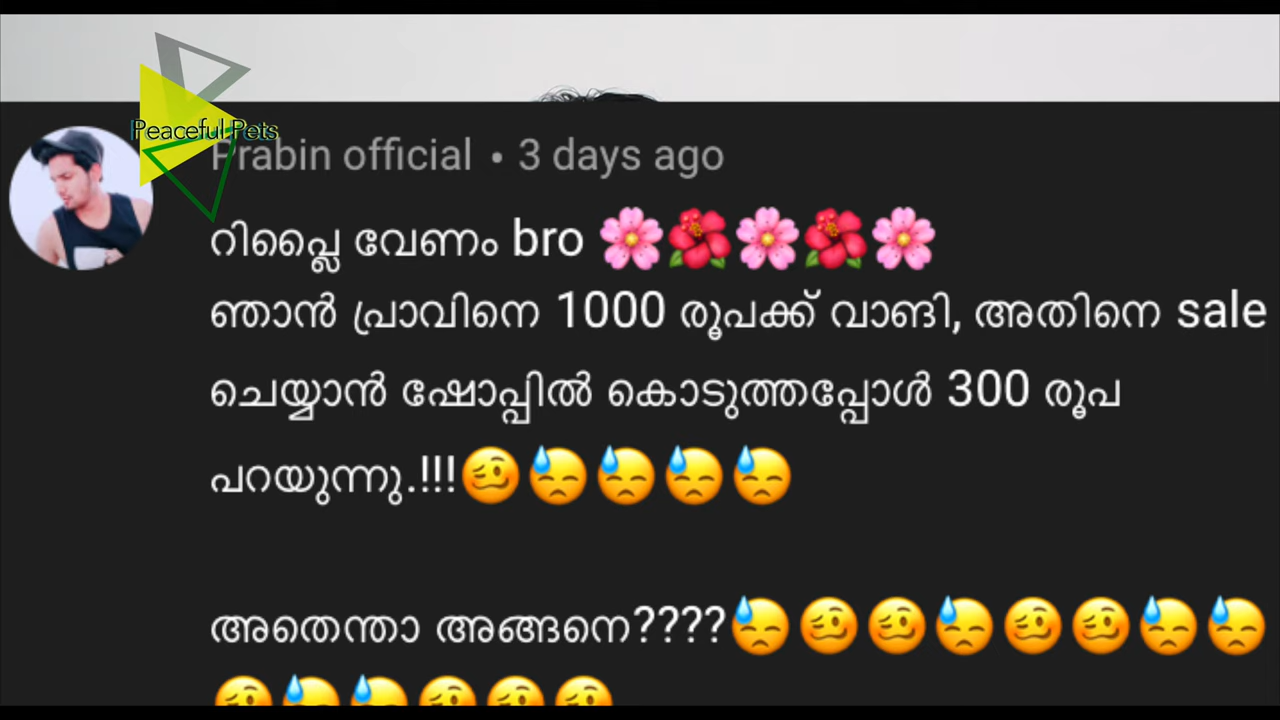 Peaceful Pets
Prabin official • 3 days ago
റിപ്ലൈ വേണം bro 🌸🌺🌸🌺🌸
ഞാൻ പ്രാവിനെ 1000 രൂപക്ക് വാങി, അതിനെ sale
ചെയ്യാൻ ഷോപ്പിൽ കൊടുത്തപ്പോൾ 300 രൂപ
പറയുന്നു.!!!🥴😓😓😓😓
അതെന്താ അങ്ങനെ????😓🥴🥴😓🥴🥴😓😓
🥴😓😓🥴🥴🥴